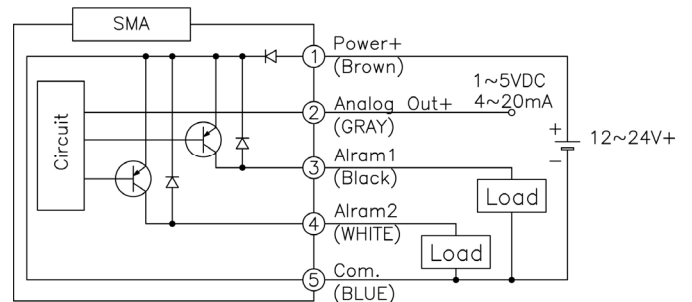 SMA
1
Power+
(Brown)
1~5VDC
4~20mA
2
Analog Out+
(GRAY)
+
12~24V+
−
Circuit
3
Alram1
(Black)
Load
4
Alram2
(WHITE)
Load
5
Com.
(BLUE)